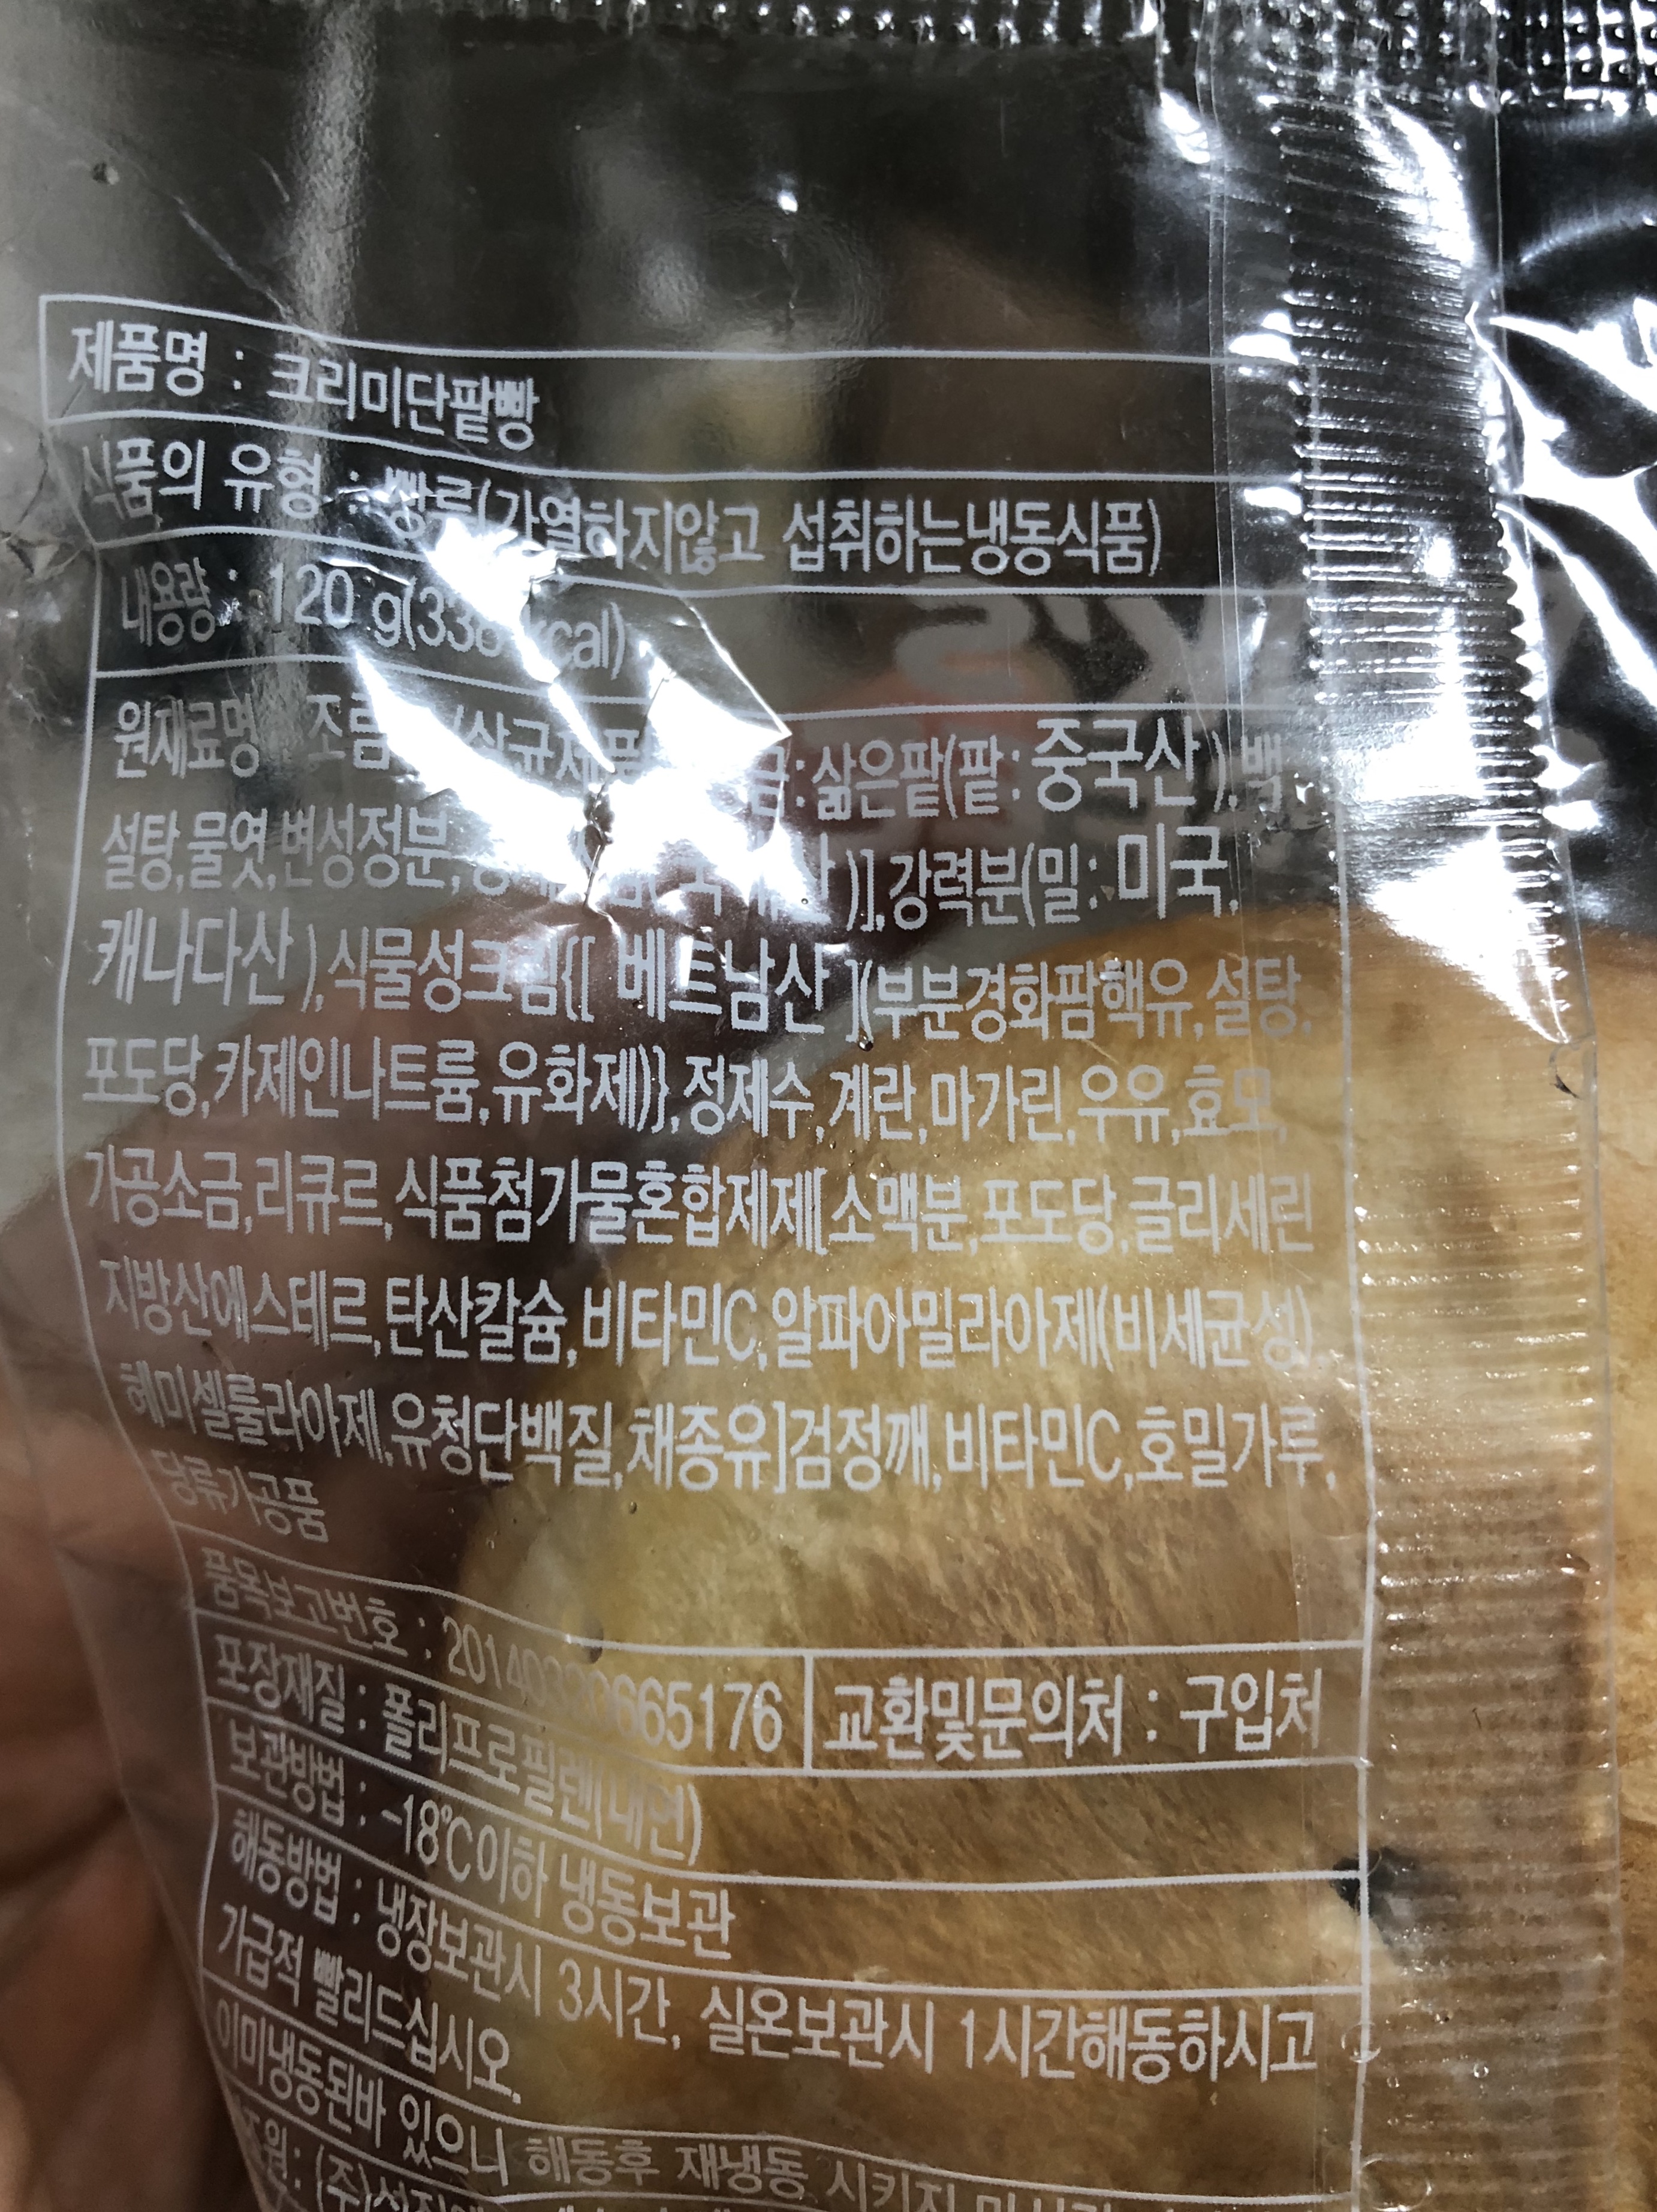 제품명 : 크리미단팥빵
식품의 유형 : 빵류(가열하지않고 섭취하는냉동식품)
내용량 : 120 g( kcal)
원재료명 :삶은팥(팥: 중국산),백
설탕,물엿,변성정분, )],강력분(밀: 미국,
캐나다산),식물성크림{[ 베트남산 ](부분경화팜핵유,설탕,
포도당,카제인나트륨,유화제)},정제수,계란,마가린,우유,효모,
가공소금,리큐르,식품첨가물혼합제제[소맥분,포도당,글리세린
지방산에스테르,탄산칼슘,비타민C,알파아밀라아제(비세균성),
헤미셀룰라아제,유청단백질,채종유]검정깨,비타민C,호밀가루,
당류가공품
품목보고번호 : 교환및문의처 : 구입처
포장재질 : 폴리프로필렌(내면)
보관방법 : -18℃이하 냉동보관
해동방법 : 냉장보관시 3시간, 실온보관시 1시간해동하시고
가급적 빨리드십시오.
이미냉동된바 있으니 해동후 재냉동 시키지